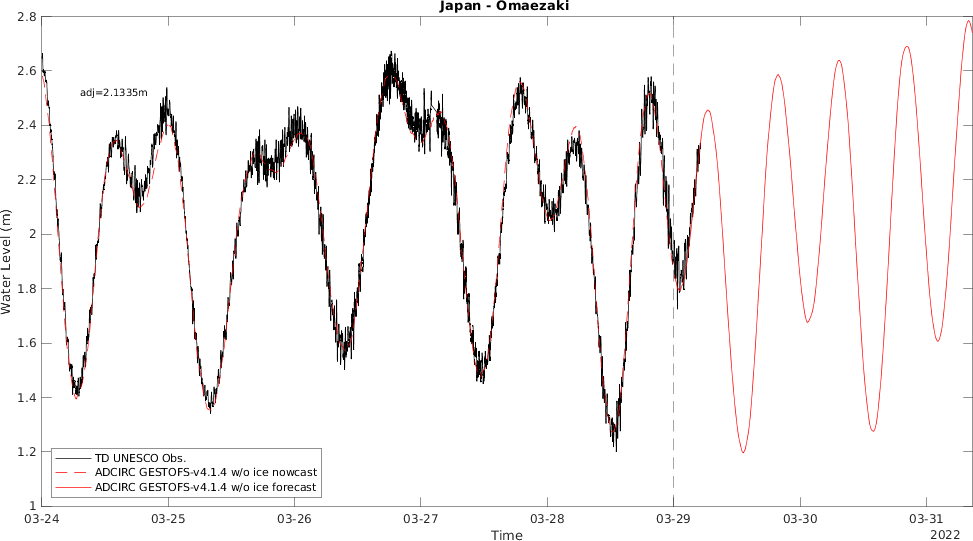 Japan - Omaezaki
2.8
2.6
2.4
2.2
2
1.8
1.6
1.4
1.2
1
Water Level (m)
adj=2.1335m
TD UNESCO Obs.
ADCIRC GESTOFS-v4.1.4 w/o ice nowcast
ADCIRC GESTOFS-v4.1.4 w/o ice forecast
03-24 03-25 03-26 03-27 03-28 03-29 03-30 03-31
Time
2022